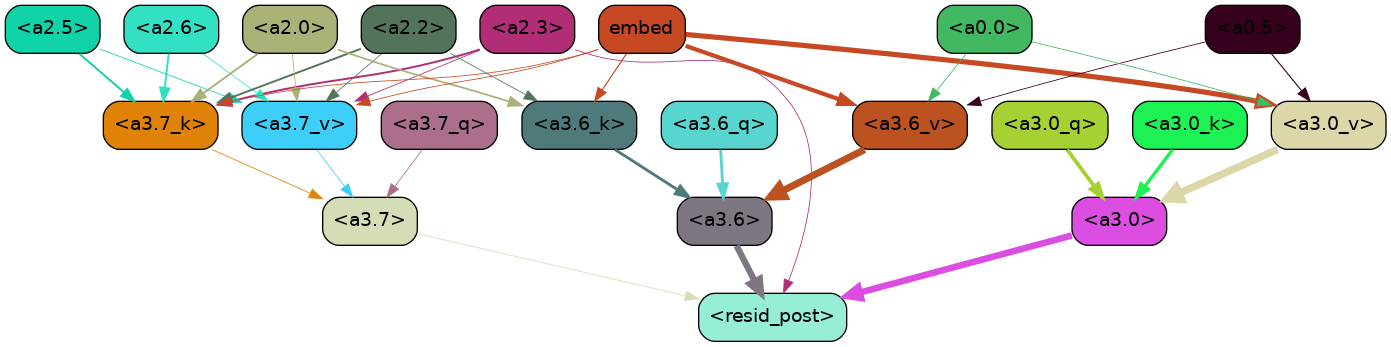 <a2.5> <a2.6> <a2.0> <a2.2> <a2.3> embed <a0.0> <a0.5>
<a3.7_k> <a3.7_v> <a3.7_q> <a3.6_k> <a3.6_q> <a3.6_v> <a3.0_q> <a3.0_k> <a3.0_v>
<a3.7> <a3.6> <a3.0>
<resid_post>